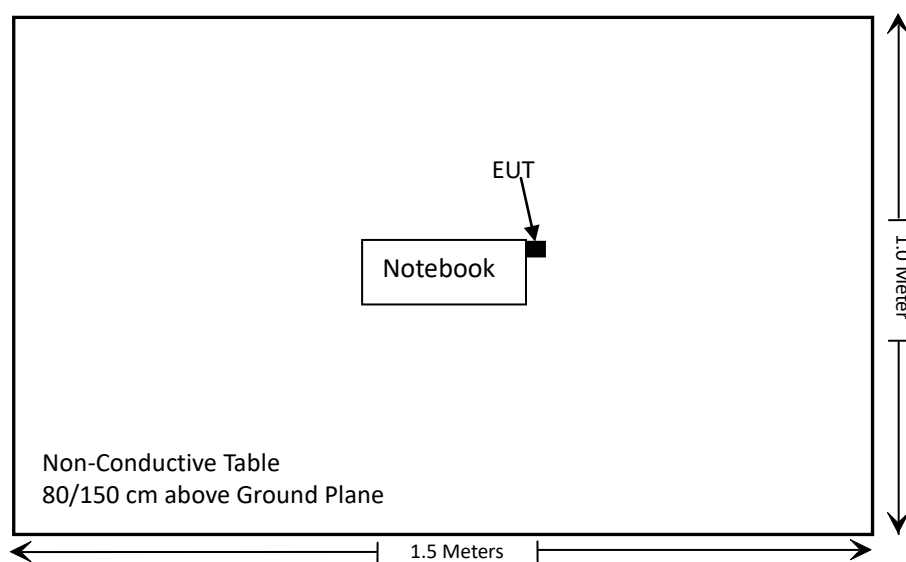 EUT
Notebook
1.0 Meter
Non-Conductive Table
80/150 cm above Ground Plane
1.5 Meters